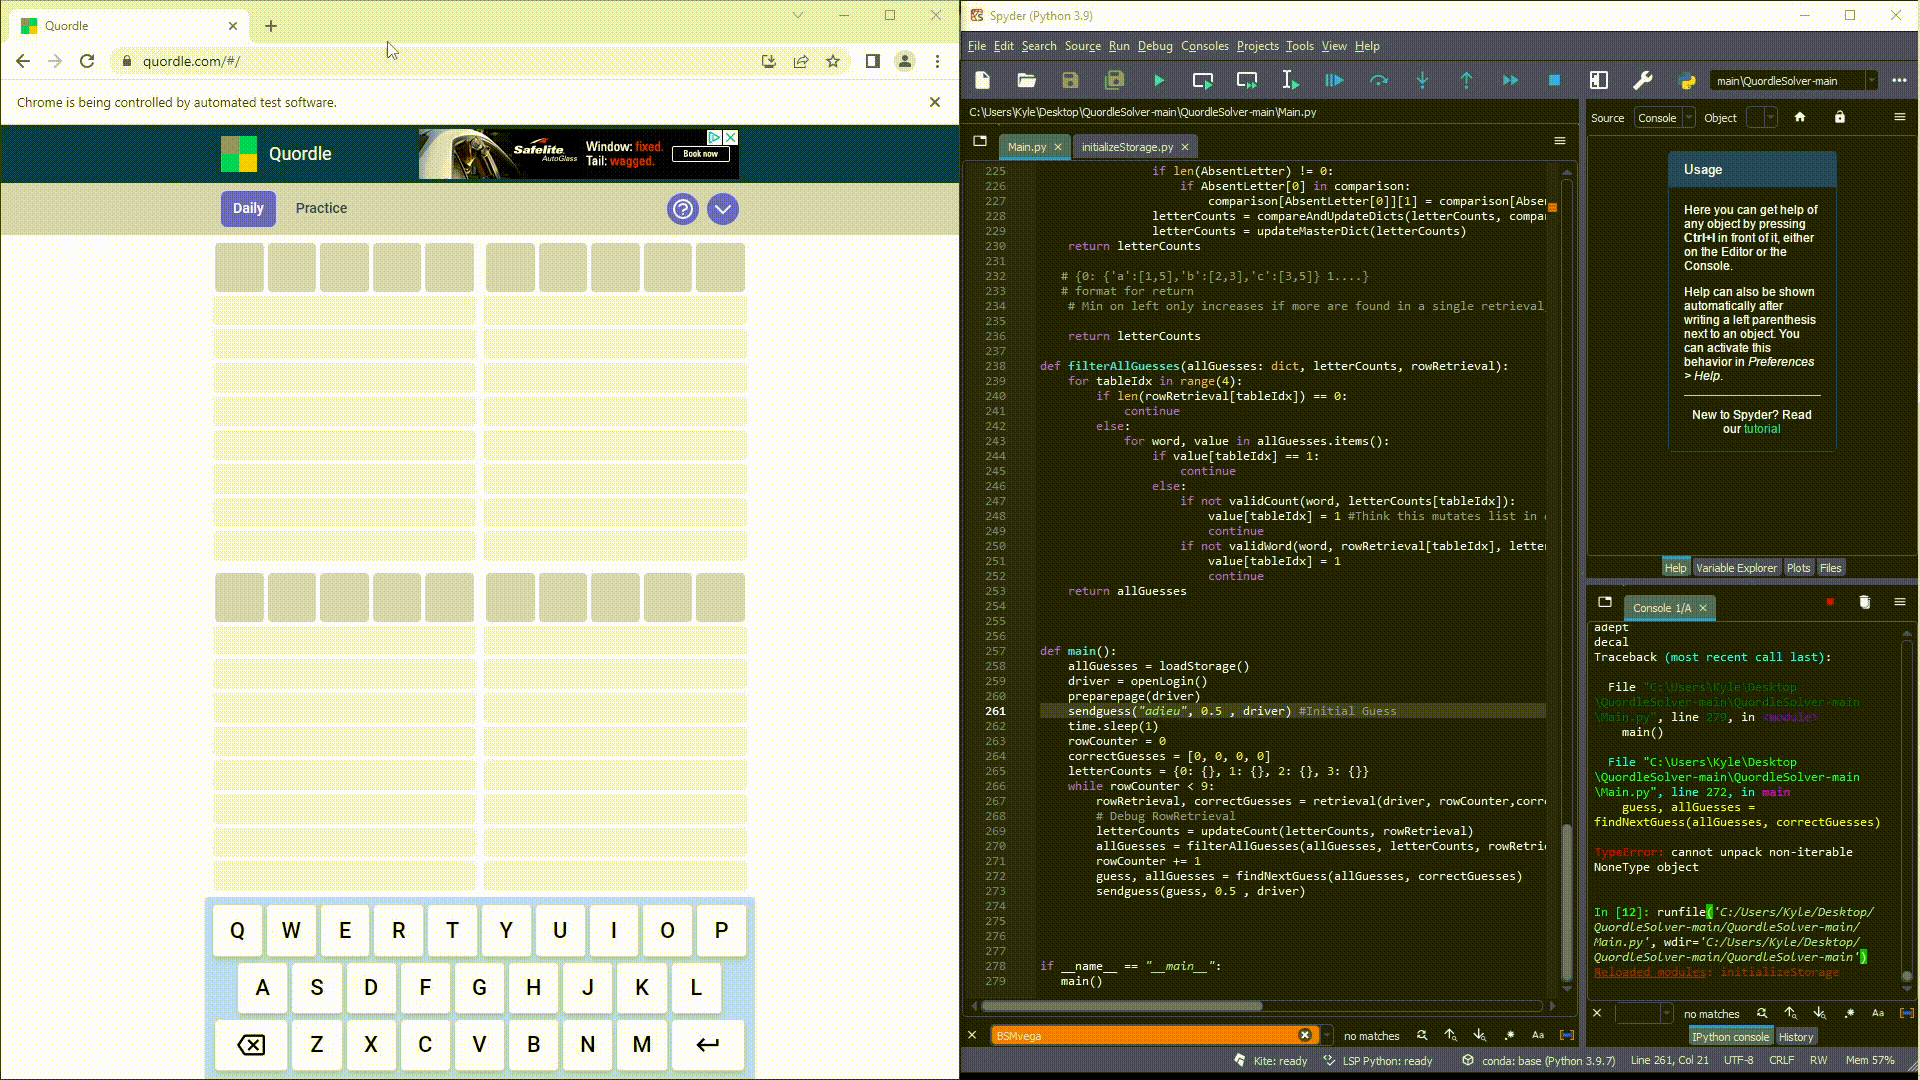 Quordle
quordle.com/#/
Chrome is being controlled by automated test software.
Quordle
Safelite AutoGlass
Window: fixed.
Tail: wagged.
Book now
Daily
Practice
Q W E R T Y U I O P
A S D F G H J K L
Z X C V B N M
Spyder (Python 3.9)
File Edit Search Source Run Debug Consoles Projects Tools View Help
main\QuordleSolver-main
C:\Users\Kyle\Desktop\QuordleSolver-main\QuordleSolver-main\Main.py
Main.py
initializeStorage.py
225 if len(AbsentLetter) != 0:
226 if AbsentLetter[0] in comparison:
227 comparison[AbsentLetter[0]][1] = comparison[Abse
228 letterCounts = compareAndUpdateDicts(letterCounts, compa
229 letterCounts = updateMasterDict(letterCounts)
230 return letterCounts
231
232 # {0: {'a':[1,5],'b':[2,3],'c':[3,5]} 1....}
233 # format for return
234 # Min on left only increases if more are found in a single retrieval
235
236 return letterCounts
237
238 def filterAllGuesses(allGuesses: dict, letterCounts, rowRetrieval):
239 for tableIdx in range(4):
240 if len(rowRetrieval[tableIdx]) == 0:
241 continue
242 else:
243 for word, value in allGuesses.items():
244 if value[tableIdx] == 1:
245 continue
246 else:
247 if not validCount(word, letterCounts[tableIdx]):
248 value[tableIdx] = 1 #Think this mutates list in
249 continue
250 if not validWord(word, rowRetrieval[tableIdx], lette
251 value[tableIdx] = 1
252 continue
253 return allGuesses
254
255
256
257 def main():
258 allGuesses = loadStorage()
259 driver = openLogin()
260 preparepage(driver)
261 sendguess("adieu", 0.5 , driver) #Initial Guess
262 time.sleep(1)
263 rowCounter = 0
264 correctGuesses = [0, 0, 0, 0]
265 letterCounts = {0: {}, 1: {}, 2: {}, 3: {}}
266 while rowCounter < 9:
267 rowRetrieval, correctGuesses = retrieval(driver, rowCounter,corr
268 # Debug RowRetrieval
269 letterCounts = updateCount(letterCounts, rowRetrieval)
270 allGuesses = filterAllGuesses(allGuesses, letterCounts, rowRetri
271 rowCounter += 1
272 guess, allGuesses = findNextGuess(allGuesses, correctGuesses)
273 sendguess(guess, 0.5 , driver)
274
275
276
277
278 if __name__ == "__main__":
279 main()
BSMvega
no matches
Source Console Object
Usage
Here you can get help of
any object by pressing
Ctrl+I in front of it, either
on the Editor or the
Console.
Help can also be shown
automatically after
writing a left parenthesis
next to an object. You
can activate this
behavior in Preferences
> Help.
New to Spyder? Read
our tutorial
Help Variable Explorer Plots Files
Console 1/A
adept
decal
Traceback (most recent call last):
File "C:\Users\Kyle\Desktop
\QuordleSolver-main\QuordleSolver-main
\Main.py", line 279, in <module>
main()
File "C:\Users\Kyle\Desktop
\QuordleSolver-main\QuordleSolver-main
\Main.py", line 272, in main
guess, allGuesses =
findNextGuess(allGuesses, correctGuesses)
TypeError: cannot unpack non-iterable
NoneType object
In [12]: runfile('C:/Users/Kyle/Desktop/
QuordleSolver-main/QuordleSolver-main/
Main.py', wdir='C:/Users/Kyle/Desktop/
QuordleSolver-main/QuordleSolver-main')
Reloaded modules: initializeStorage
no matches
IPython console History
Kite: ready LSP Python: ready conda: base (Python 3.9.7) Line 261, Col 21 UTF-8 CRLF RW Mem 57%